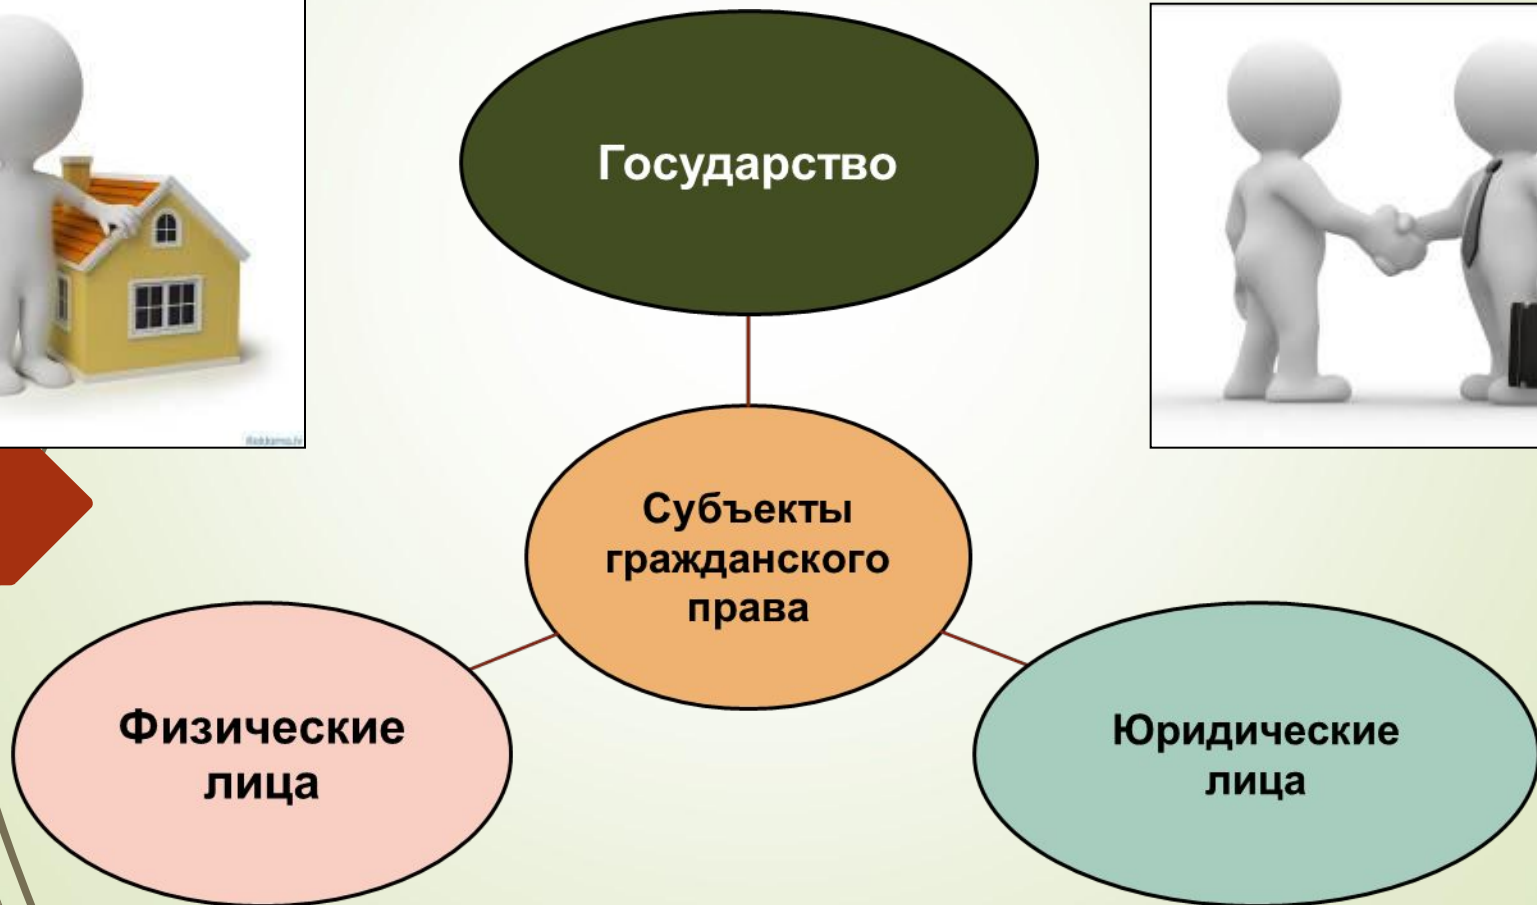 Государство
Субъекты
гражданского
права
Физические
лица
Юридические
лица